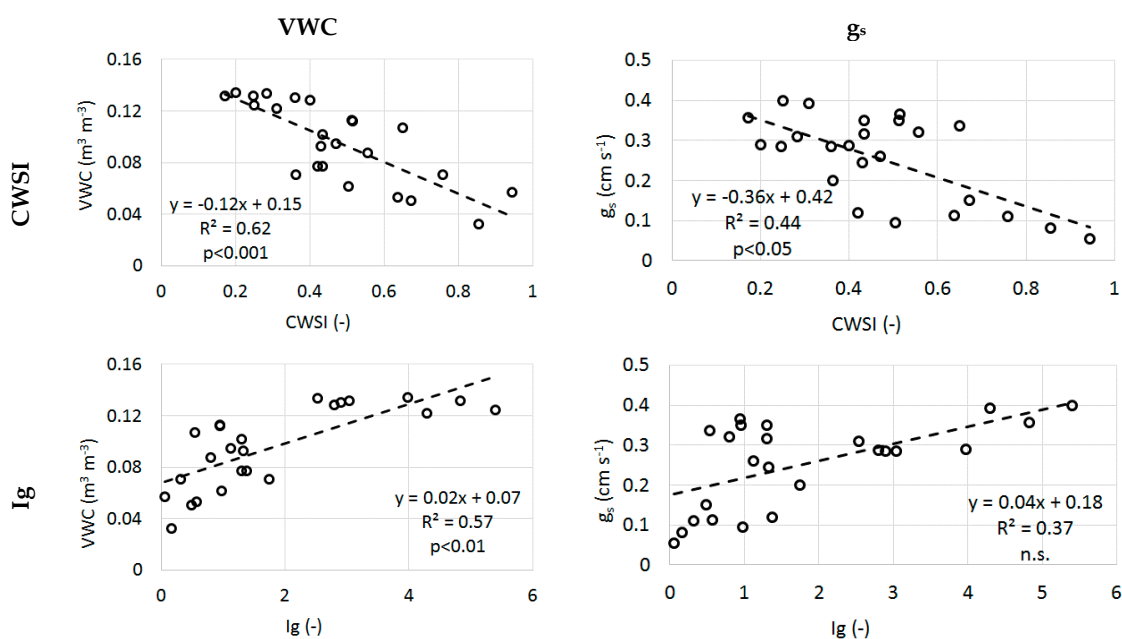 VWC
gs
CWSI
VWC (m³ m⁻³)
0.16
0.12
0.08
0.04
0
y = -0.12x + 0.15
R² = 0.62
p<0.001
0
0.2
0.4
0.6
0.8
1
CWSI (-)
gs (cm s⁻¹)
0.5
0.4
0.3
0.2
0.1
0
y = -0.36x + 0.42
R² = 0.44
p<0.05
0
0.2
0.4
0.6
0.8
1
CWSI (-)
Ig
VWC (m³ m⁻³)
0.16
0.12
0.08
0.04
0
y = 0.02x + 0.07
R² = 0.57
p<0.01
0
2
4
6
Ig (-)
gs (cm s⁻¹)
0.5
0.4
0.3
0.2
0.1
0
y = 0.04x + 0.18
R² = 0.37
n.s.
0
1
2
3
4
5
6
Ig (-)